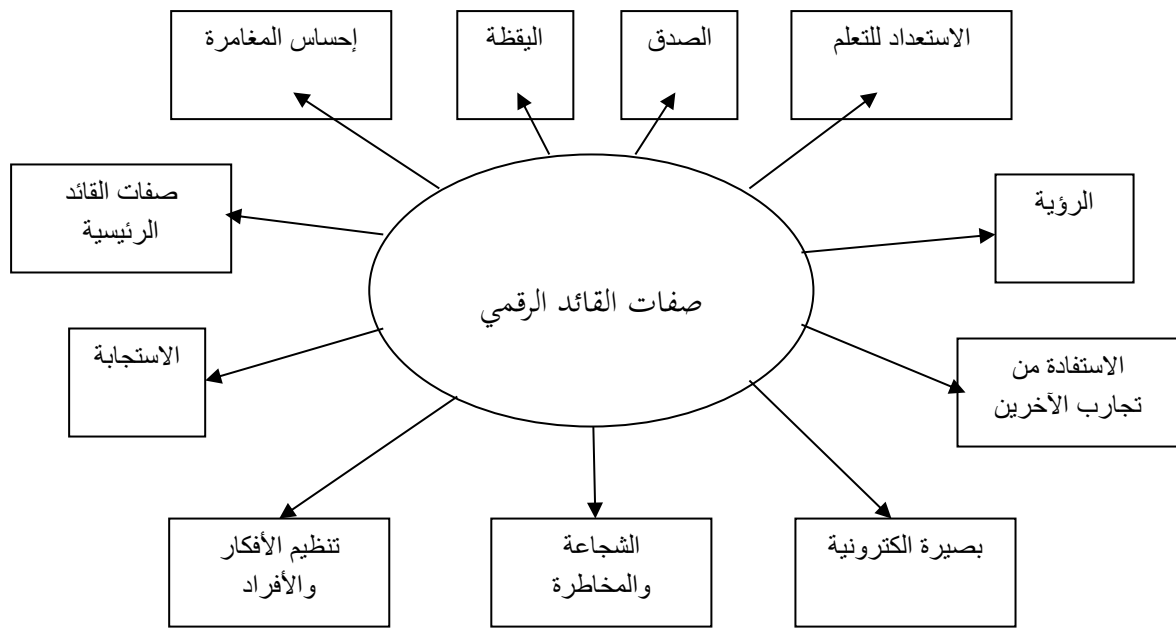 الاستعداد للتعلم
الصدق
اليقظة
إحساس المغامرة
الرؤية
صفات القائد
الرئيسية
صفات القائد الرقمي
الاستجابة
الاستفادة من
تجارب الآخرين
بصيرة الكترونية
الشجاعة
والمخاطرة
تنظيم الأفكار
والأفراد